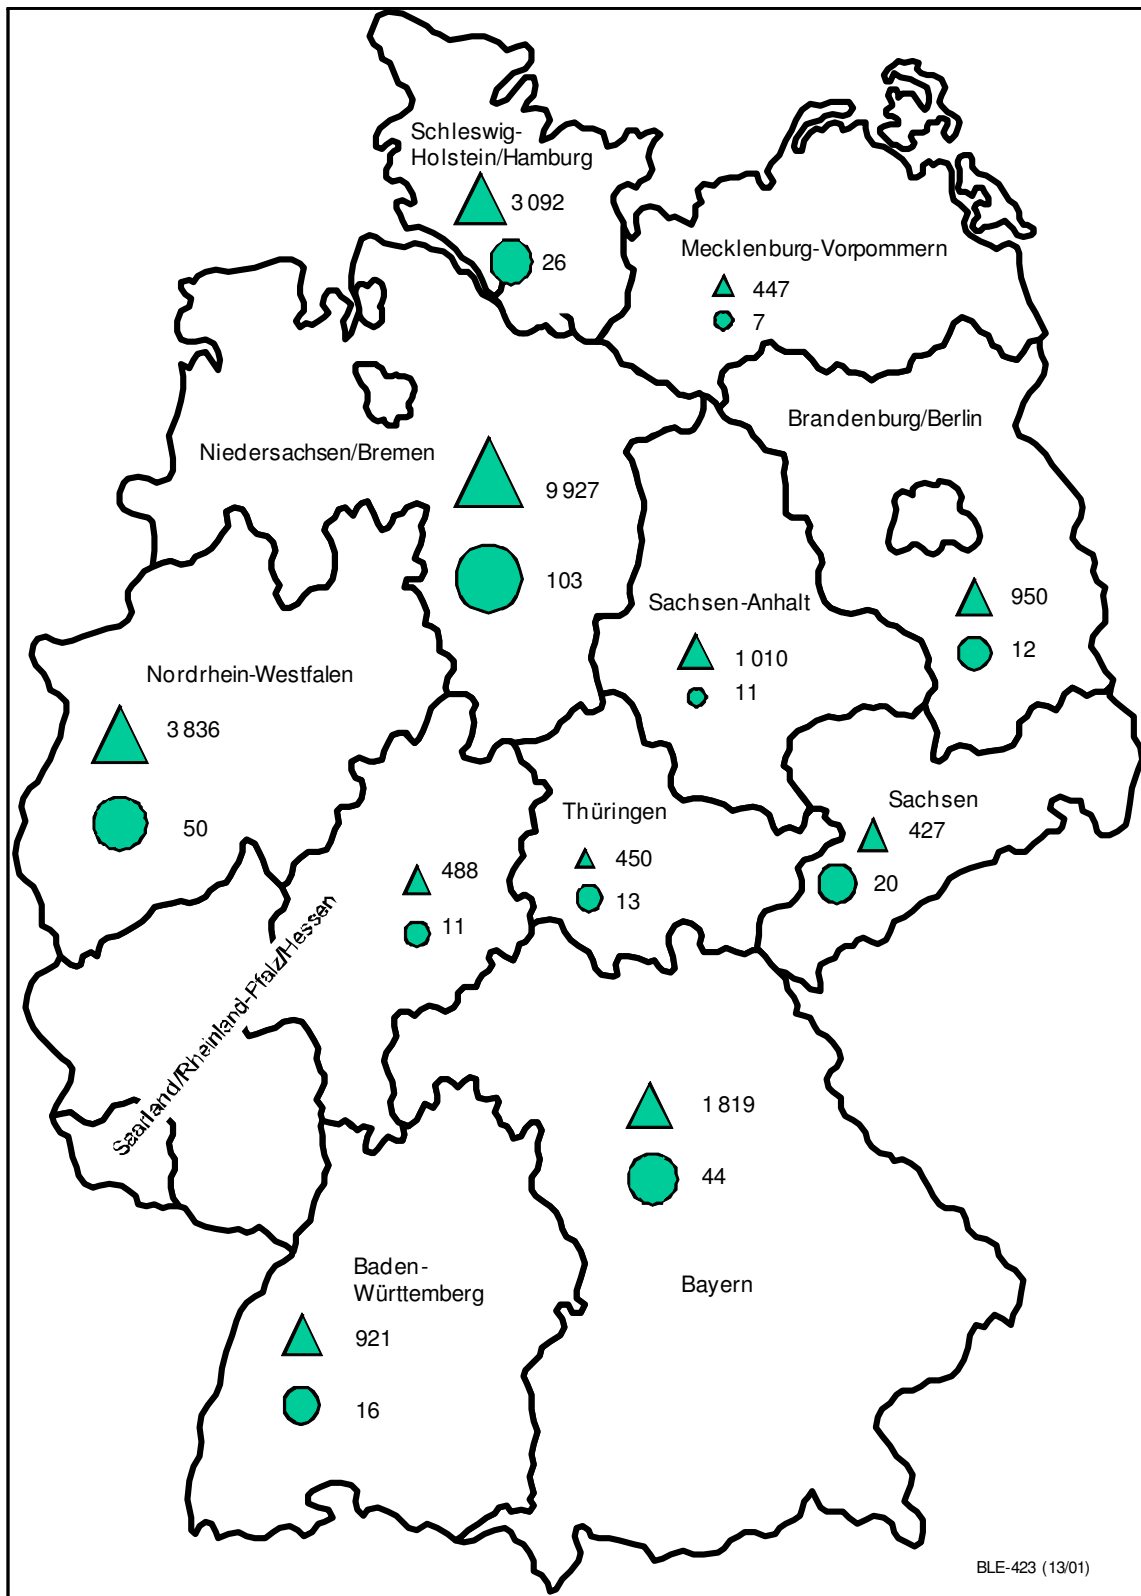 Schleswig-
Holstein/Hamburg
3 092
26
Mecklenburg-Vorpommern
447
7
Brandenburg/Berlin
950
12
Niedersachsen/Bremen
9 927
103
Sachsen-Anhalt
1 010
11
Nordrhein-Westfalen
3 836
50
Thüringen
450
13
Sachsen
427
20
488
11
Saarland/Rheinland-Pfalz/Hessen
1 819
44
Bayern
Baden-
Württemberg
921
16
BLE-423 (13/01)